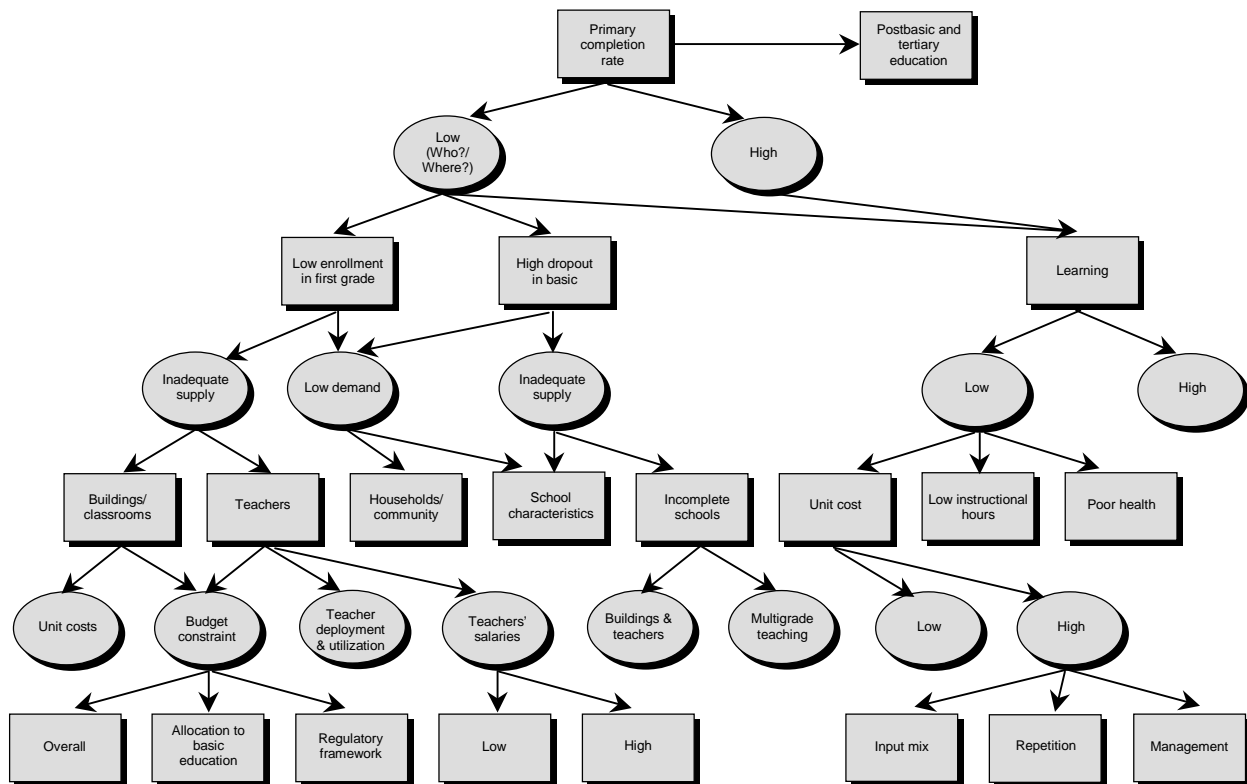 Primary
completion
rate
Postbasic and
tertiary
education
Low
(Who?/
Where?)
High
Low enrollment
in first grade
High dropout
in basic
Learning
Inadequate
supply
Low demand
Inadequate
supply
Low
High
Buildings/
classrooms
Teachers
Households/
community
School
characteristics
Incomplete
schools
Unit cost
Low instructional
hours
Poor health
Unit costs
Budget
constraint
Teacher
deployment
& utilization
Teachers’
salaries
Buildings &
teachers
Multigrade
teaching
Low
High
Overall
Allocation to
basic
education
Regulatory
framework
Low
High
Input mix
Repetition
Management